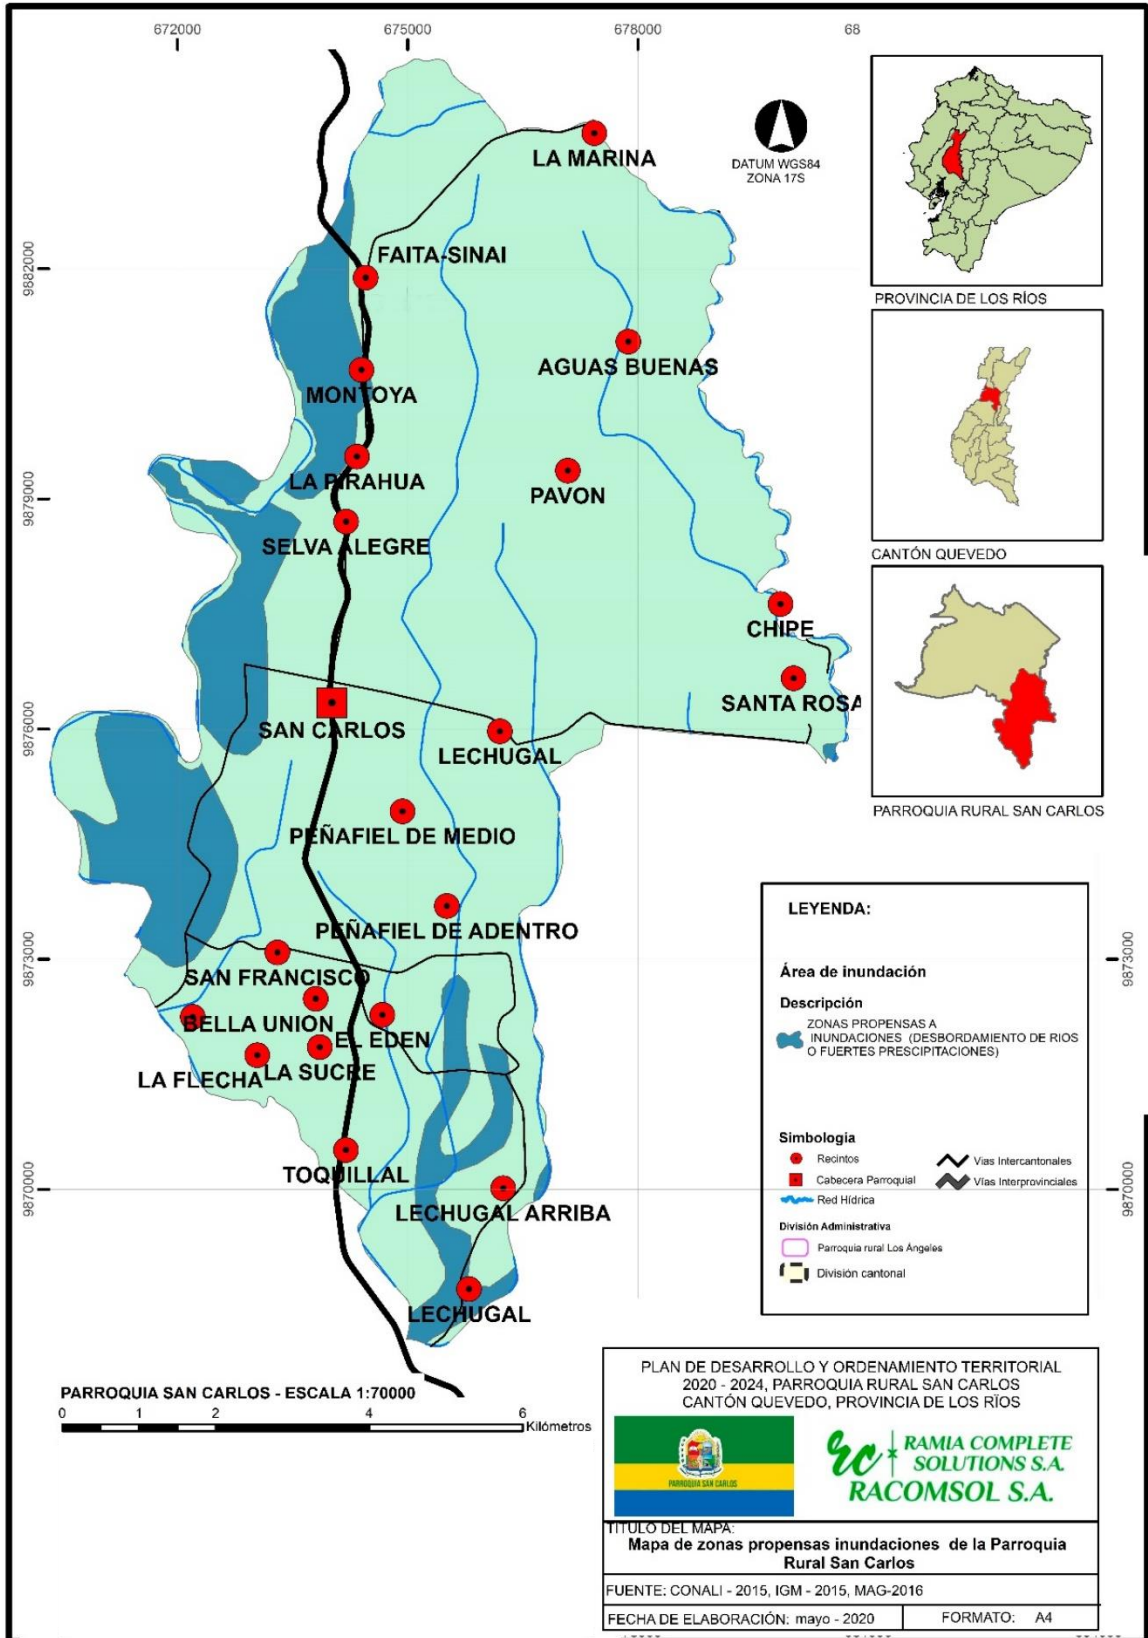 672000
675000
678000
68
9882000
9879000
9876000
9873000
9870000
9873000
9870000
DATUM WGS84
ZONA 17S
LA MARINA
FAITA-SINAI
AGUAS BUENAS
MONTOYA
LA PIRAHUA
PAVON
SELVA ALEGRE
CHIPE
SANTA ROSA
SAN CARLOS
LECHUGAL
PEÑAFIEL DE MEDIO
PEÑAFIEL DE ADENTRO
SAN FRANCISCO
BELLA UNION
EL EDEN
LA FLECHA
LA SUCRE
TOQUILLAL
LECHUGAL ARRIBA
LECHUGAL
PROVINCIA DE LOS RÍOS
CANTÓN QUEVEDO
PARROQUIA RURAL SAN CARLOS
LEYENDA:
Área de inundación
Descripción
ZONAS PROPENSAS A
INUNDACIONES (DESBORDAMIENTO DE RIOS
O FUERTES PRESCIPITACIONES)
Simbología
Recintos
Cabecera Parroquial
Red Hídrica
Vias Intercantonales
Vías Interprovinciales
División Administrativa
Parroquia rural Los Ángeles
División cantonal
PARROQUIA SAN CARLOS - ESCALA 1:70000
0 1 2 4 6
Kilómetros
PLAN DE DESARROLLO Y ORDENAMIENTO TERRITORIAL
2020 - 2024, PARROQUIA RURAL SAN CARLOS
CANTÓN QUEVEDO, PROVINCIA DE LOS RÍOS
PARROQUIA SAN CARLOS
rc RAMIA COMPLETE
SOLUTIONS S.A.
RACOMSOL S.A.
TITULO DEL MAPA:
Mapa de zonas propensas inundaciones de la Parroquia
Rural San Carlos
FUENTE: CONALI - 2015, IGM - 2015, MAG-2016
FECHA DE ELABORACIÓN: mayo - 2020
FORMATO: A4